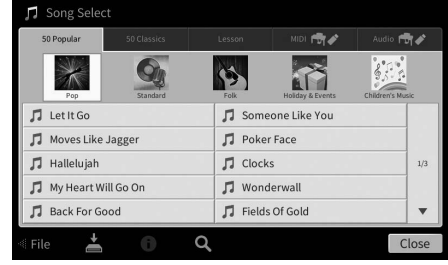 Song Select
50 Popular 50 Classics Lesson MIDI Audio
Pop Standard Folk Holiday & Events Children's Music
Let It Go Someone Like You
Moves Like Jagger Poker Face
Hallelujah Clocks 1/3
My Heart Will Go On Wonderwall
Back For Good Fields Of Gold
File Close